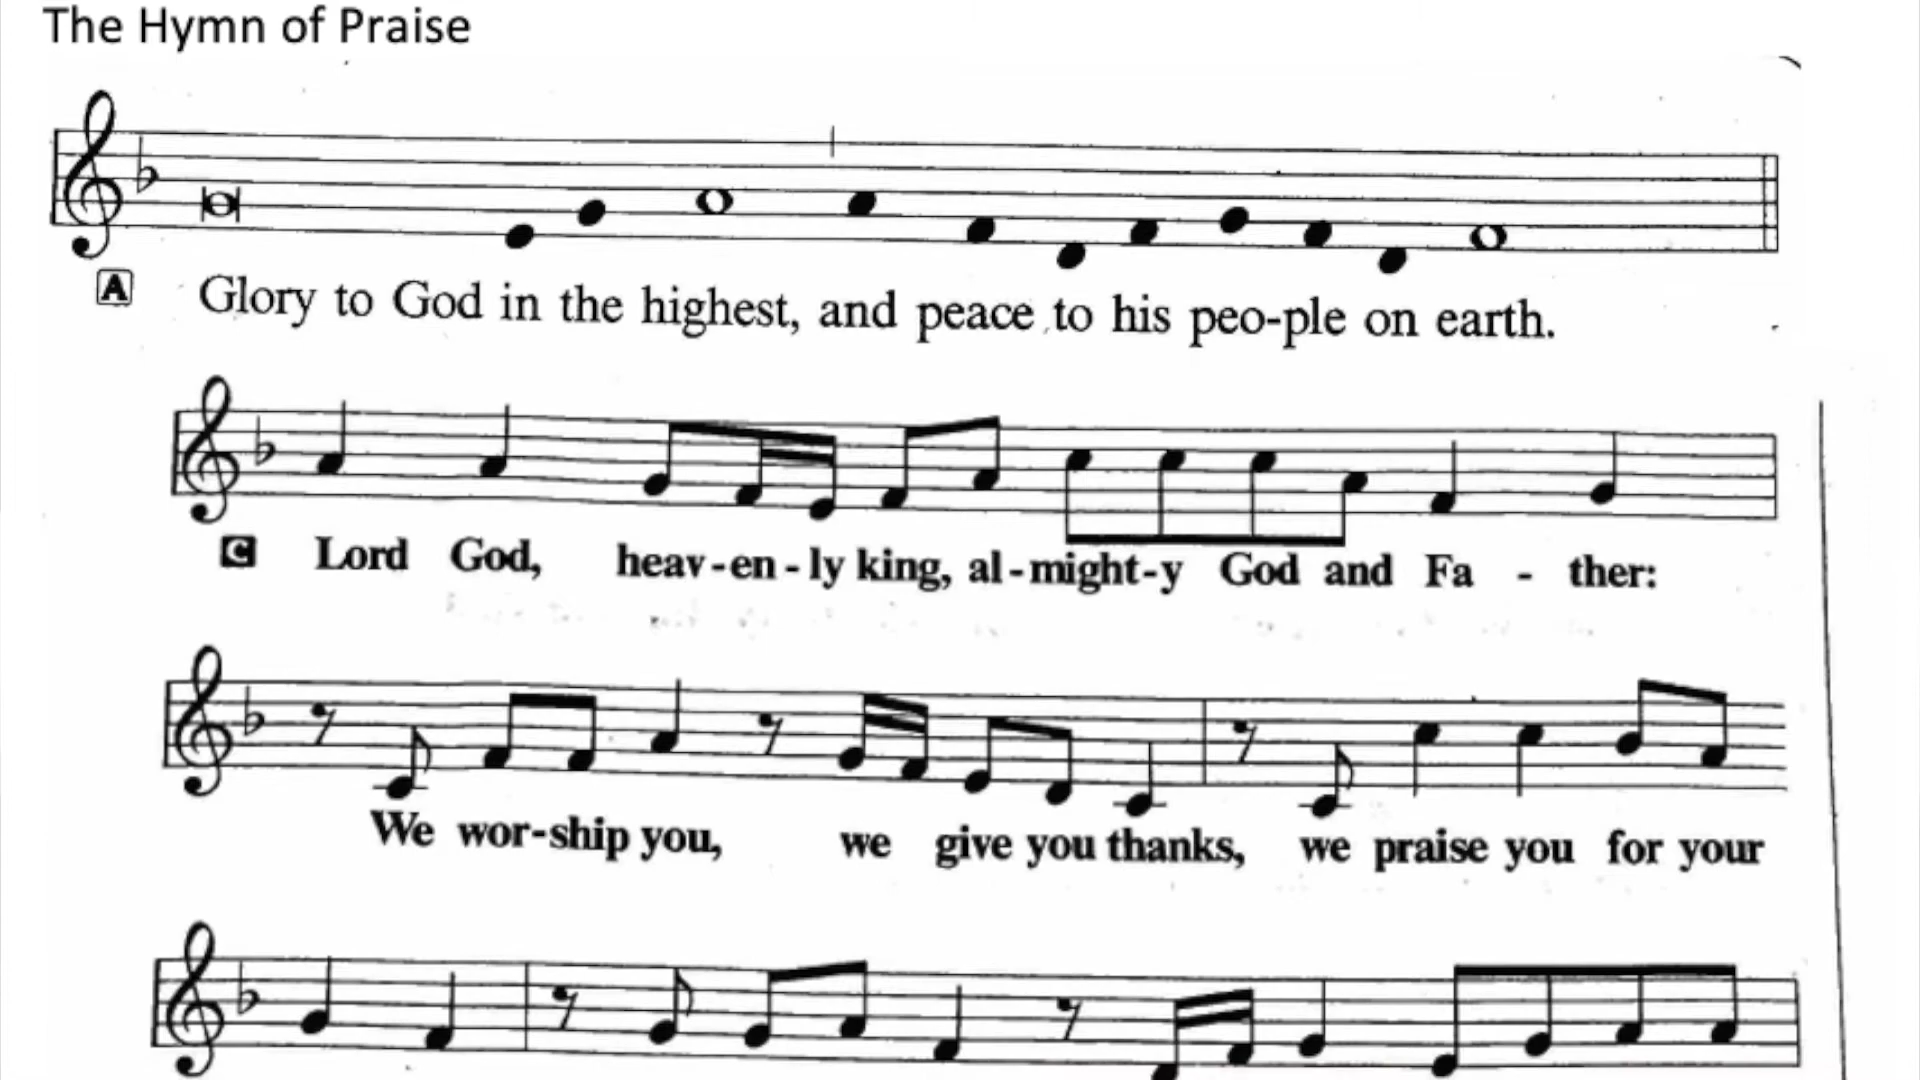 The Hymn of Praise
A Glory to God in the highest, and peace to his peo-ple on earth.
C Lord God, heav-en-ly king, al-might-y God and Fa - ther:
We wor-ship you, we give you thanks, we praise you for your